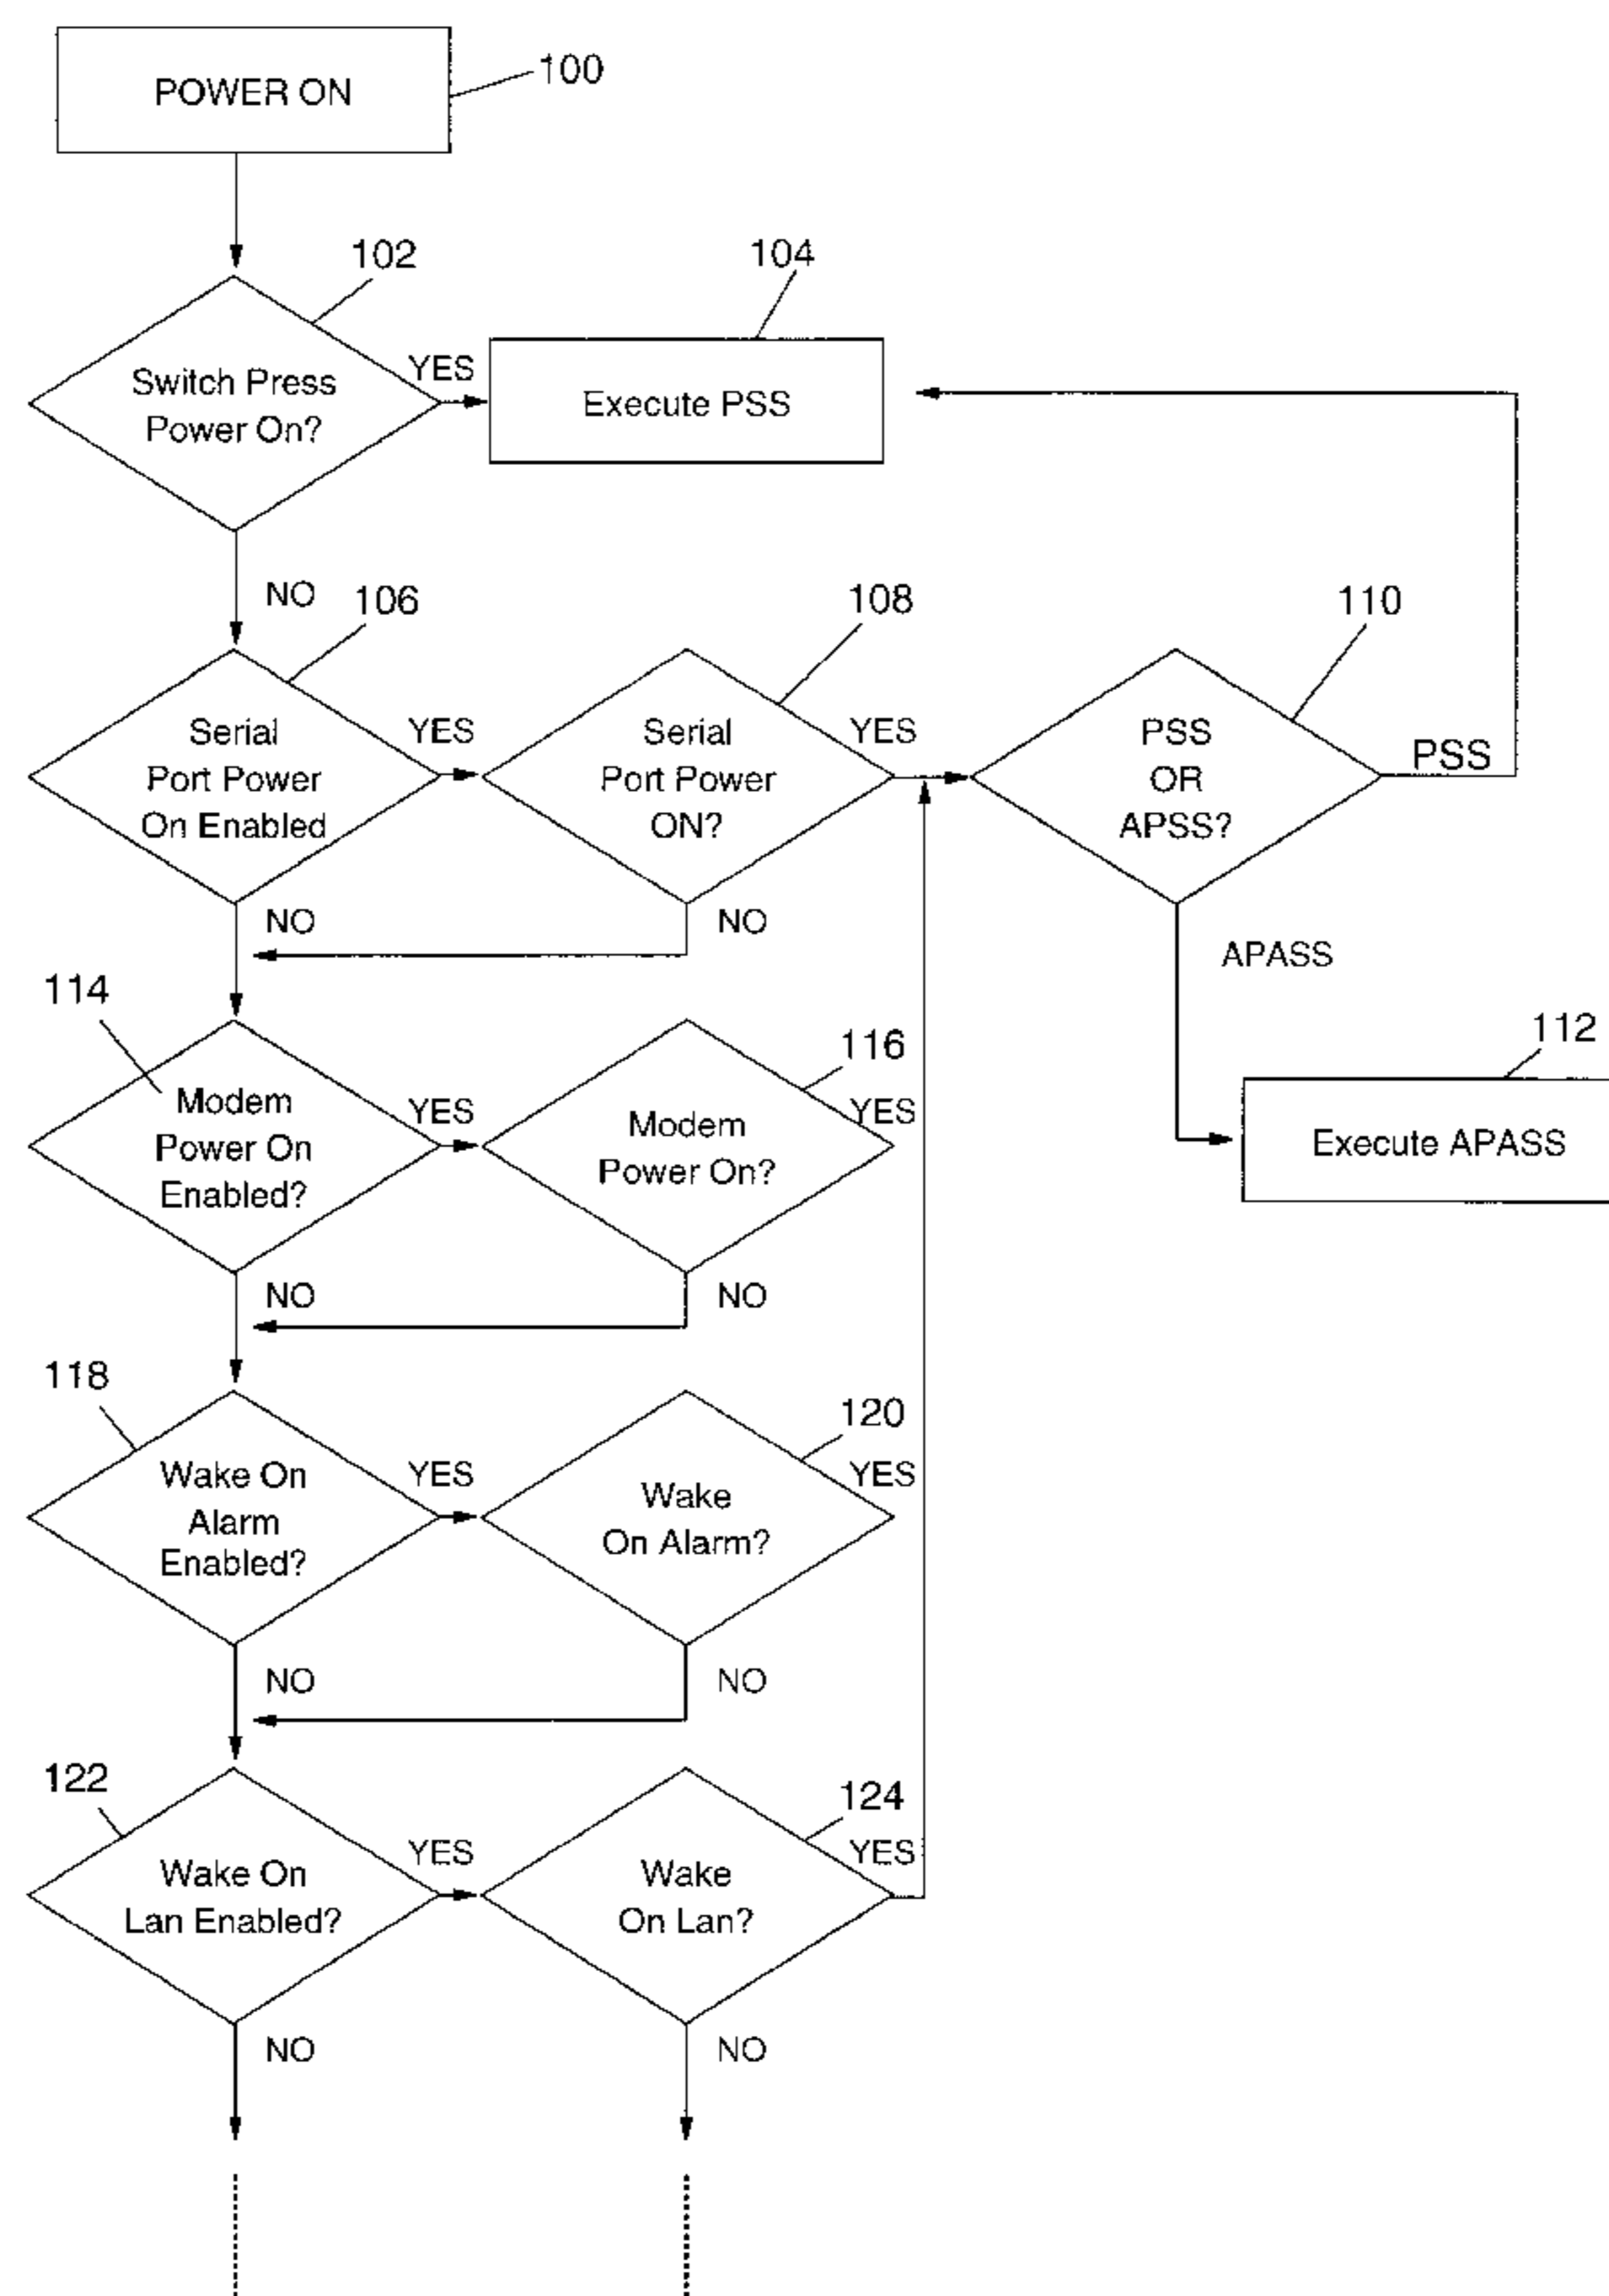 POWER ON
100
102
104
Switch Press
Power On?
YES
Execute PSS
NO
106
108
110
Serial
Port Power
On Enabled
YES
Serial
Port Power
ON?
YES
PSS
OR
APSS?
PSS
NO
NO
APASS
112
Execute APASS
114
116
Modem
Power On
Enabled?
YES
Modem
Power On?
YES
NO
NO
118
120
Wake On
Alarm
Enabled?
YES
Wake
On Alarm?
YES
NO
NO
122
124
Wake On
Lan Enabled?
YES
Wake
On Lan?
YES
NO
NO